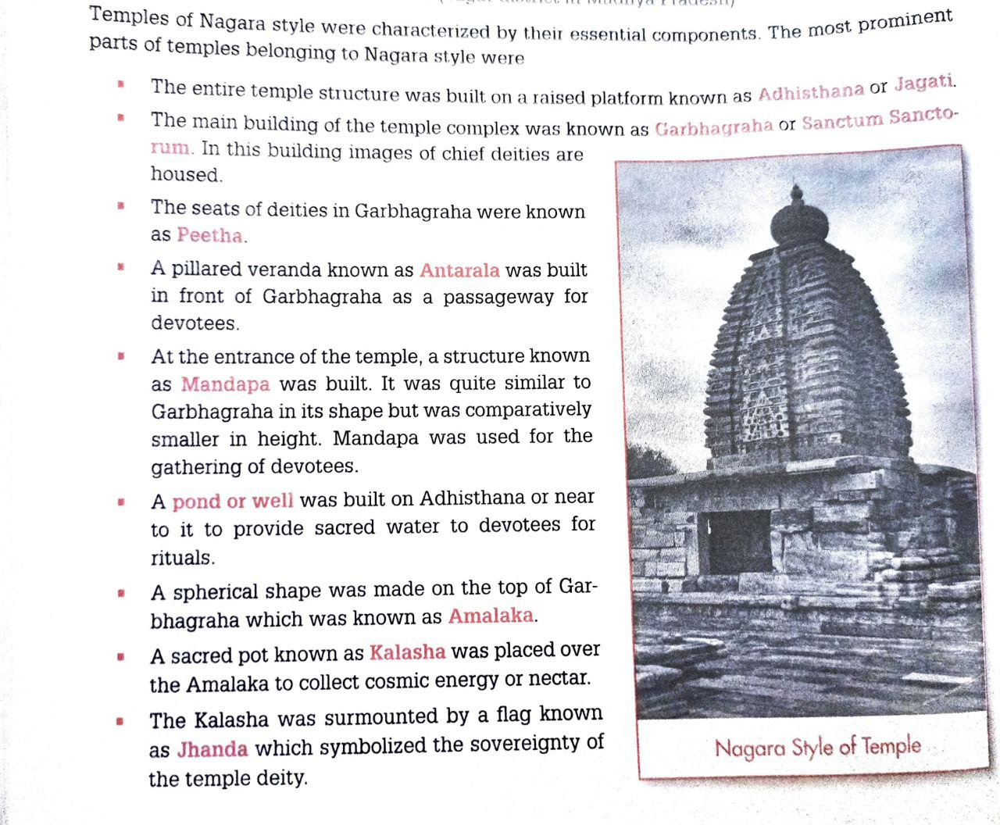 Temples of Nagara style were characterized by their essential components. The most prominent
parts of temples belonging to Nagara style were
▪ The entire temple structure was built on a raised platform known as Adhisthana or Jagati.
▪ The main building of the temple complex was known as Garbhagraha or Sanctum Sancto-
rum. In this building images of chief deities are
housed.
▪ The seats of deities in Garbhagraha were known
as Peetha.
▪ A pillared veranda known as Antarala was built
in front of Garbhagraha as a passageway for
devotees.
▪ At the entrance of the temple, a structure known
as Mandapa was built. It was quite similar to
Garbhagraha in its shape but was comparatively
smaller in height. Mandapa was used for the
gathering of devotees.
▪ A pond or well was built on Adhisthana or near
to it to provide sacred water to devotees for
rituals.
▪ A spherical shape was made on the top of Gar-
bhagraha which was known as Amalaka.
▪ A sacred pot known as Kalasha was placed over
the Amalaka to collect cosmic energy or nectar.
▪ The Kalasha was surmounted by a flag known
as Jhanda which symbolized the sovereignty of
the temple deity.
Nagara Style of Temple